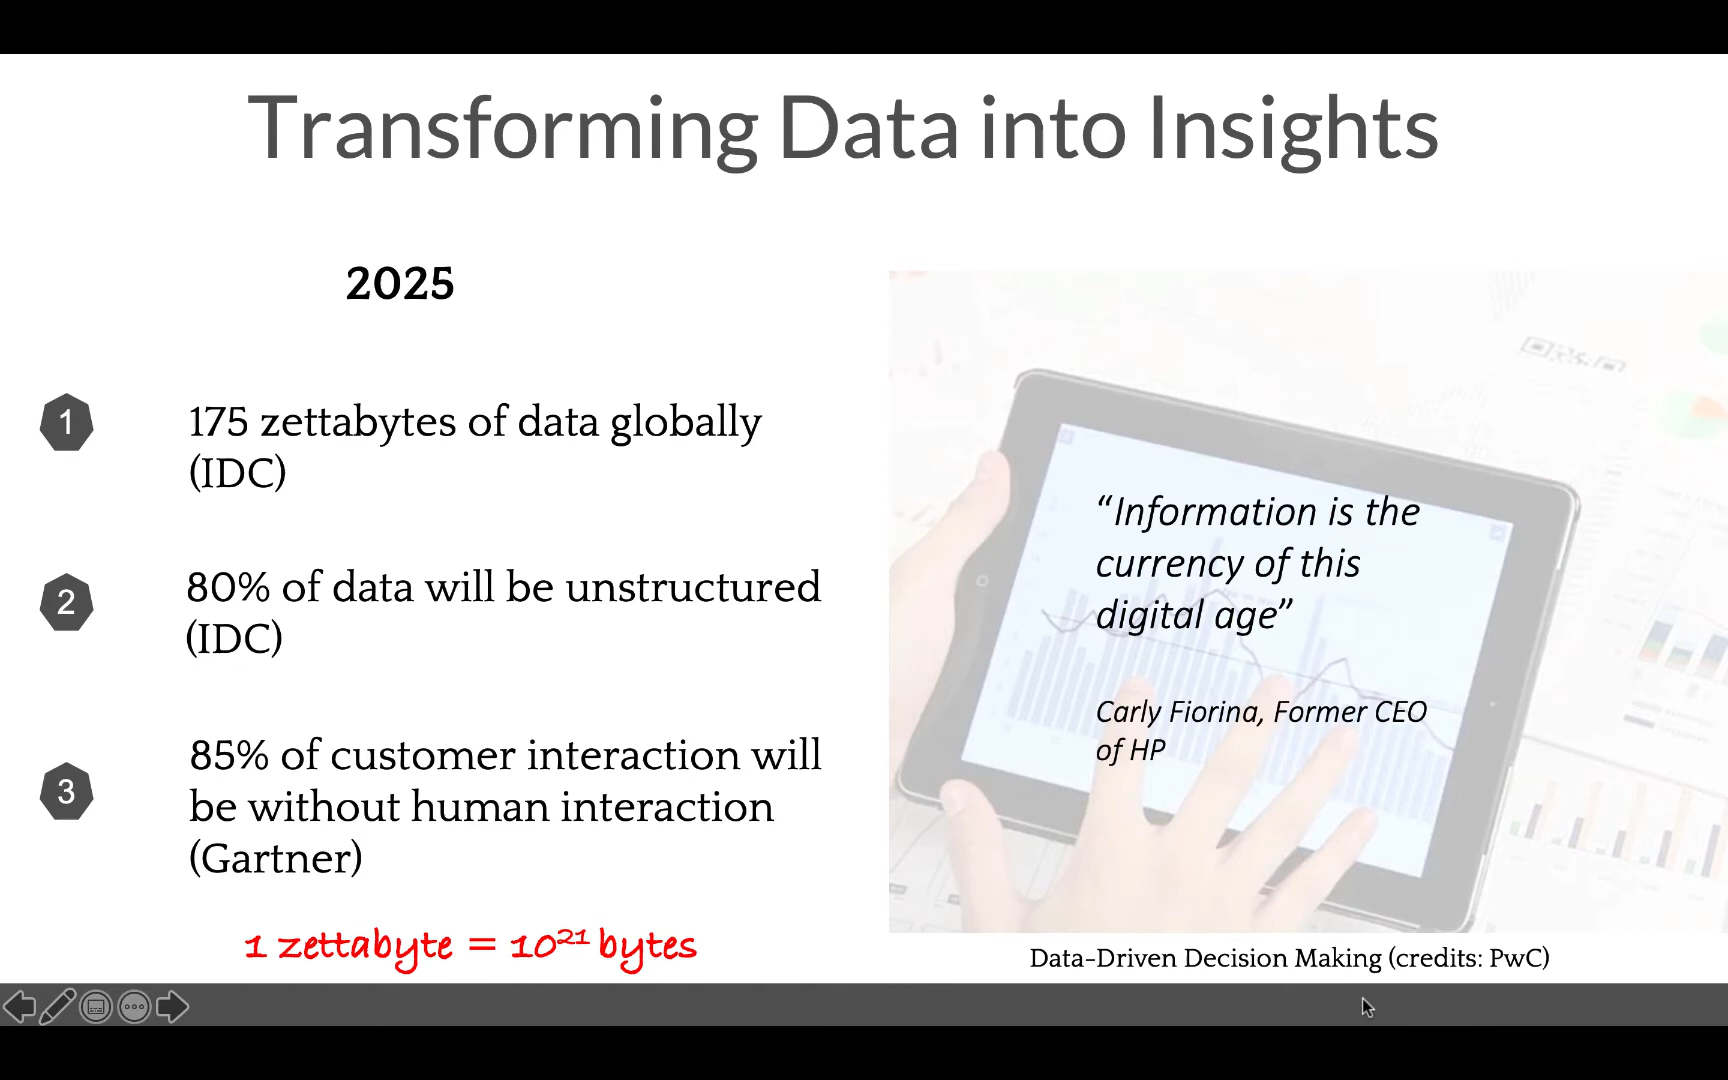 Transforming Data into Insights
2025
1
175 zettabytes of data globally
(IDC)
2
80% of data will be unstructured
(IDC)
3
85% of customer interaction will
be without human interaction
(Gartner)
1 zettabyte = 10²¹ bytes
“Information is the
currency of this
digital age”
Carly Fiorina, Former CEO
of HP
Data-Driven Decision Making (credits: PwC)